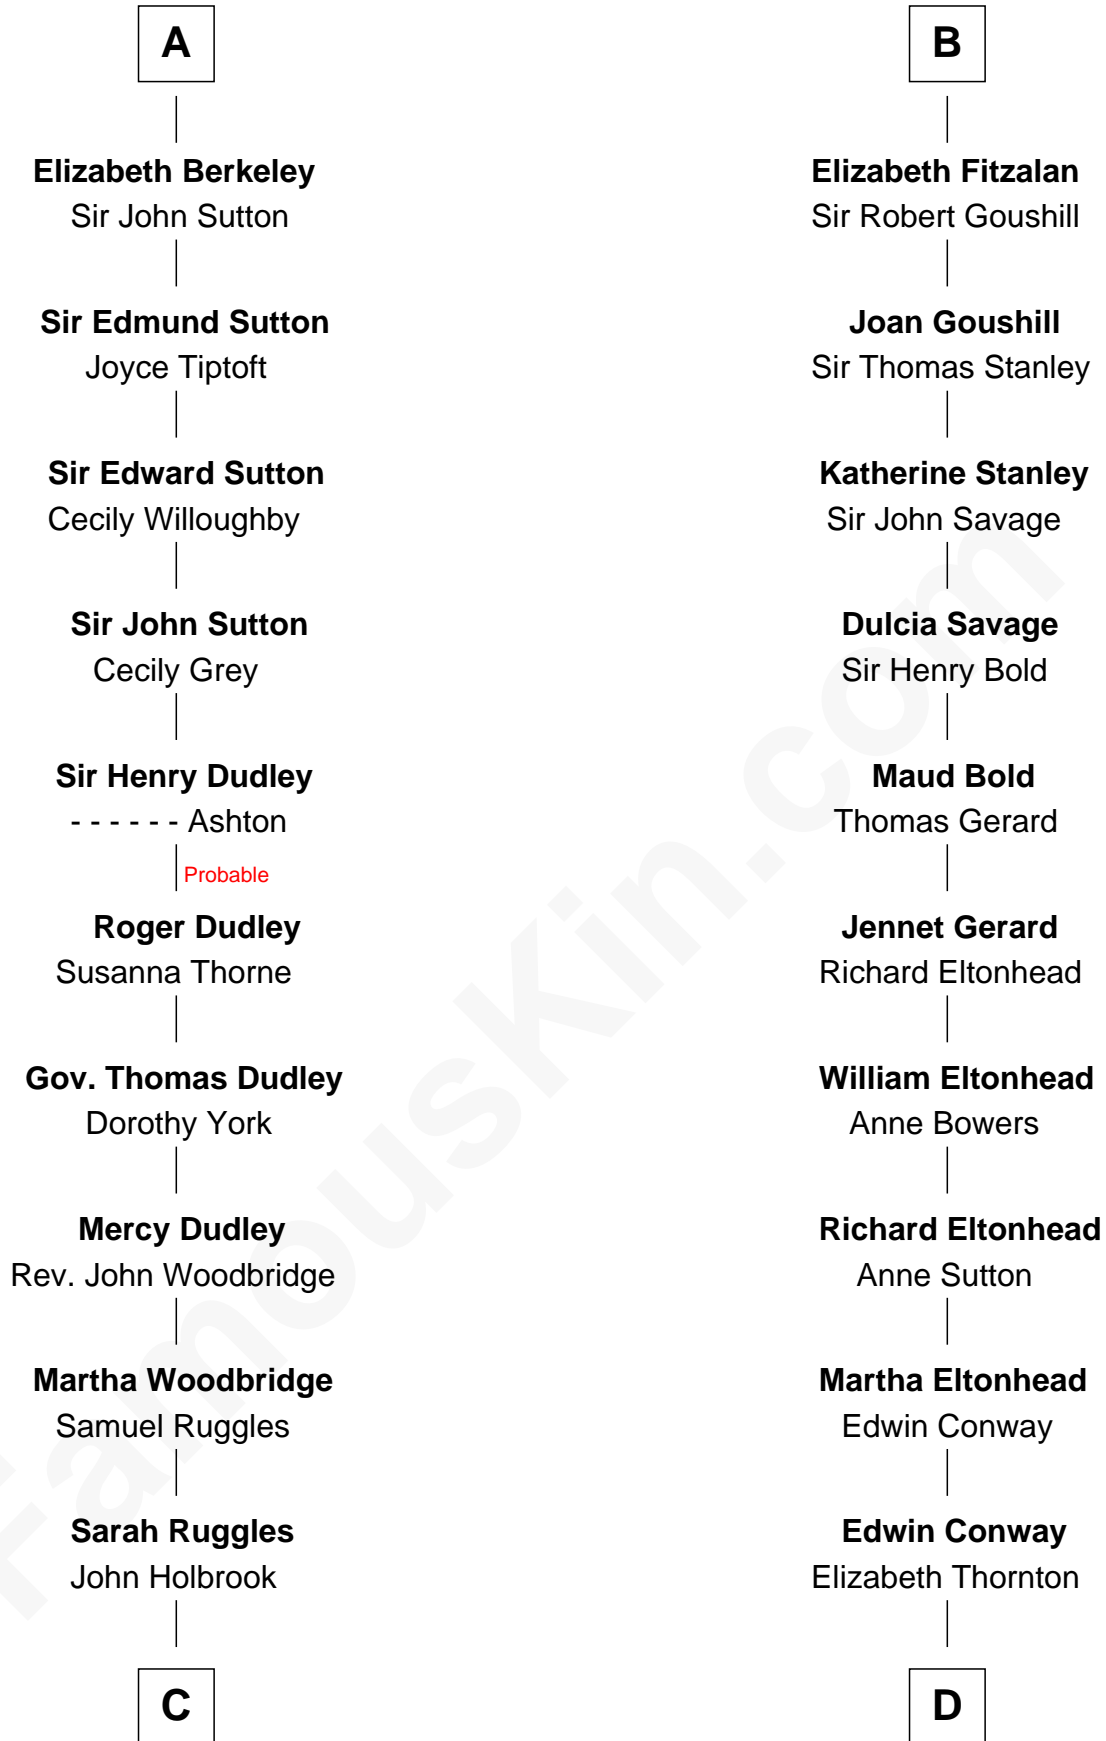 A
Elizabeth Berkeley
Sir John Sutton
Sir Edmund Sutton
Joyce Tiptoft
Sir Edward Sutton
Cecily Willoughby
Sir John Sutton
Cecily Grey
Sir Henry Dudley
- - - - - - Ashton
Probable
Roger Dudley
Susanna Thorne
Gov. Thomas Dudley
Dorothy York
Mercy Dudley
Rev. John Woodbridge
Martha Woodbridge
Samuel Ruggles
Sarah Ruggles
John Holbrook
C
B
Elizabeth Fitzalan
Sir Robert Goushill
Joan Goushill
Sir Thomas Stanley
Katherine Stanley
Sir John Savage
Dulcia Savage
Sir Henry Bold
Maud Bold
Thomas Gerard
Jennet Gerard
Richard Eltonhead
William Eltonhead
Anne Bowers
Richard Eltonhead
Anne Sutton
Martha Eltonhead
Edwin Conway
Edwin Conway
Elizabeth Thornton
D
FamousKin.com